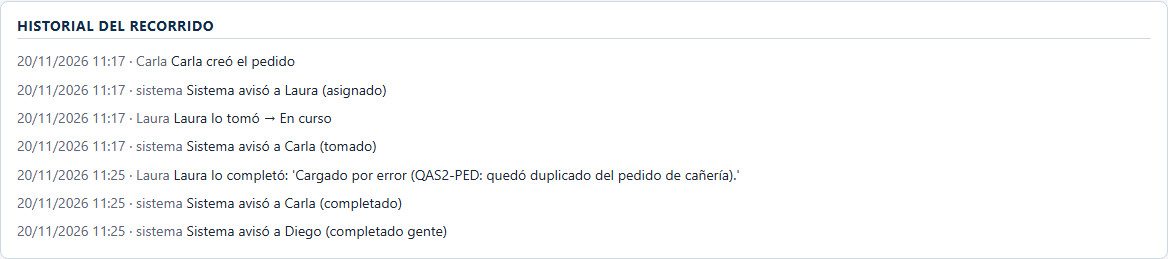 HISTORIAL DEL RECORRIDO
20/11/2026 11:17 · Carla Carla creó el pedido
20/11/2026 11:17 · sistema Sistema avisó a Laura (asignado)
20/11/2026 11:17 · Laura Laura lo tomó → En curso
20/11/2026 11:17 · sistema Sistema avisó a Carla (tomado)
20/11/2026 11:25 · Laura Laura lo completó: 'Cargado por error (QAS2-PED: quedó duplicado del pedido de cañería).'
20/11/2026 11:25 · sistema Sistema avisó a Carla (completado)
20/11/2026 11:25 · sistema Sistema avisó a Diego (completado gente)